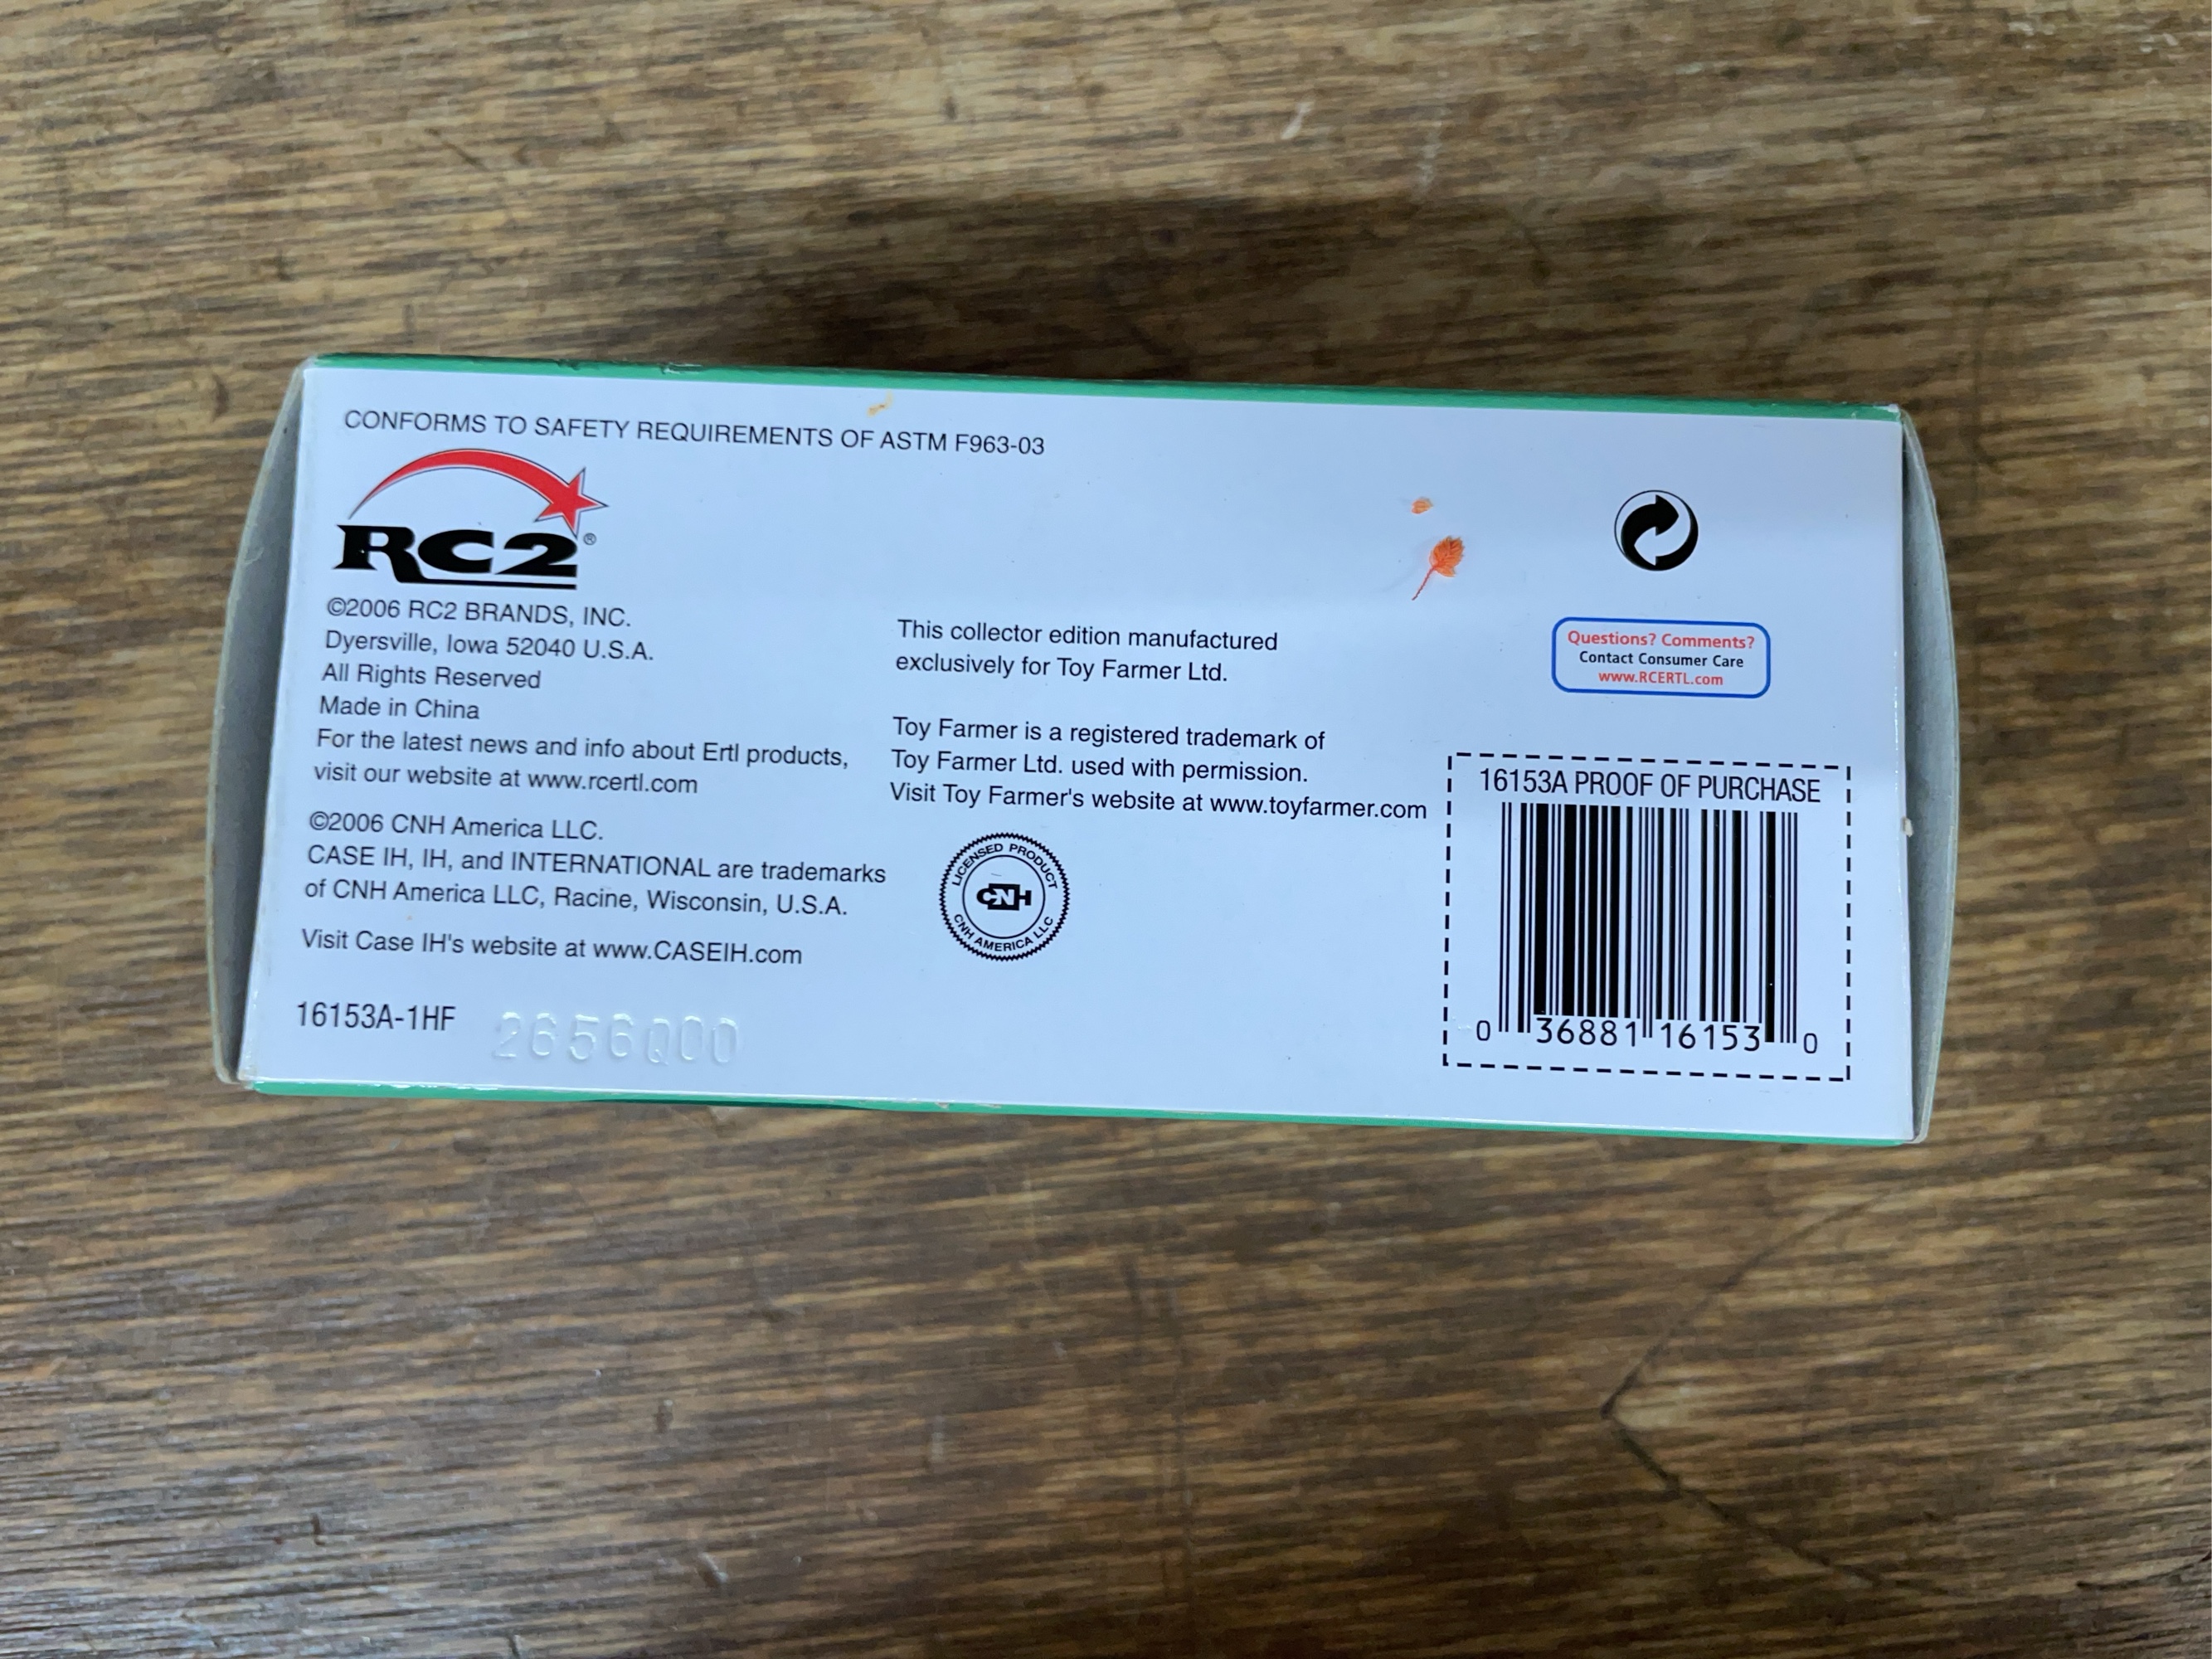 CONFORMS TO SAFETY REQUIREMENTS OF ASTM F963-03
RC2®
©2006 RC2 BRANDS, INC.
Dyersville, Iowa 52040 U.S.A.
All Rights Reserved
Made in China
For the latest news and info about Ertl products,
visit our website at www.rcertl.com
©2006 CNH America LLC.
CASE IH, IH, and INTERNATIONAL are trademarks
of CNH America LLC, Racine, Wisconsin, U.S.A.
Visit Case IH's website at www.CASEIH.com
16153A-1HF
2656Q00
This collector edition manufactured
exclusively for Toy Farmer Ltd.
Toy Farmer is a registered trademark of
Toy Farmer Ltd. used with permission.
Visit Toy Farmer's website at www.toyfarmer.com
LICENSED PRODUCT
CNH
CNH AMERICA LLC
Questions? Comments?
Contact Consumer Care
www.RCERTL.com
16153A PROOF OF PURCHASE
0 36881 16153 0